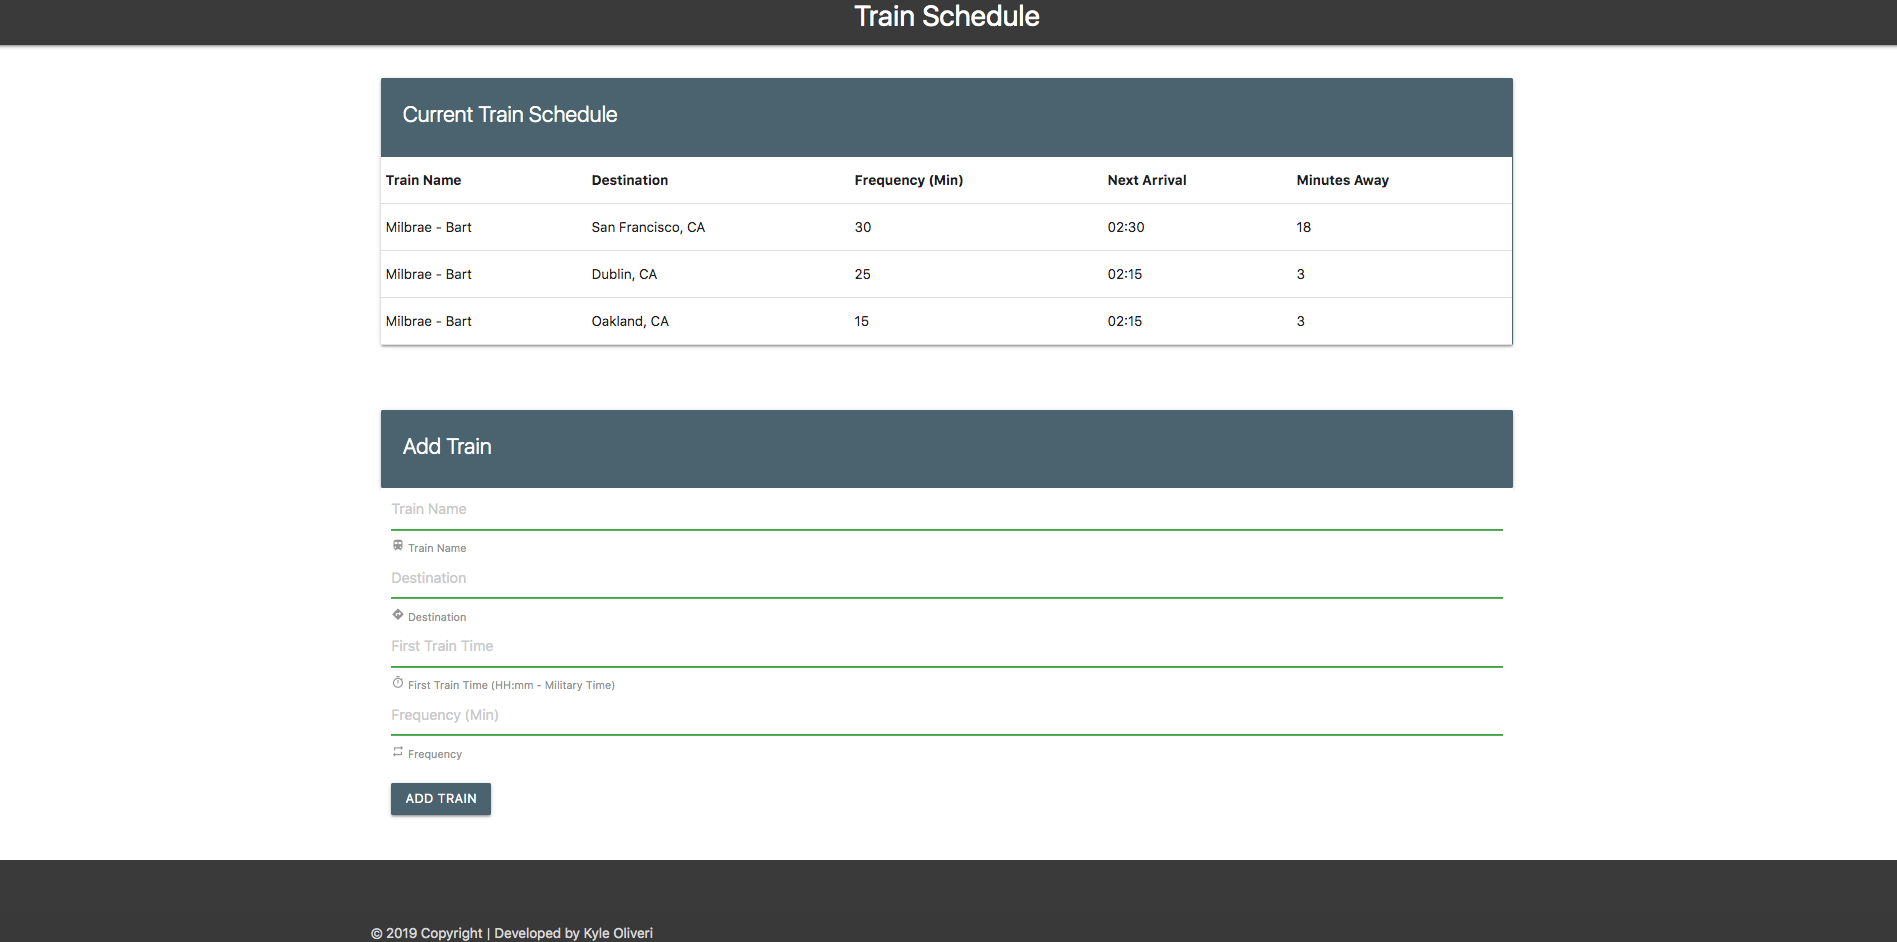 Train Schedule
Current Train Schedule
Train Name Destination Frequency (Min) Next Arrival Minutes Away
Milbrae - Bart San Francisco, CA 30 02:30 18
Milbrae - Bart Dublin, CA 25 02:15 3
Milbrae - Bart Oakland, CA 15 02:15 3
Add Train
Train Name
Train Name
Destination
Destination
First Train Time
First Train Time (HH:mm - Military Time)
Frequency (Min)
Frequency
ADD TRAIN
© 2019 Copyright | Developed by Kyle Oliveri